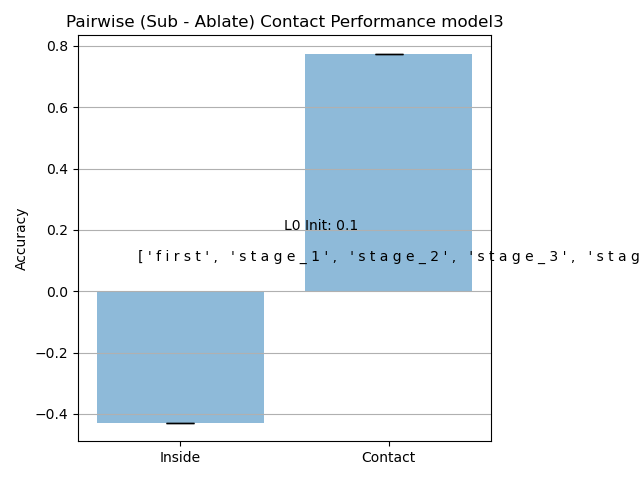 Pairwise (Sub - Ablate) Contact Performance model3
0.8
0.6
0.4
0.2
0.0
−0.2
−0.4
Accuracy
L0 Init: 0.1
['first', 'stage_1', 'stage_2', 'stage_3', 'stag
Inside
Contact